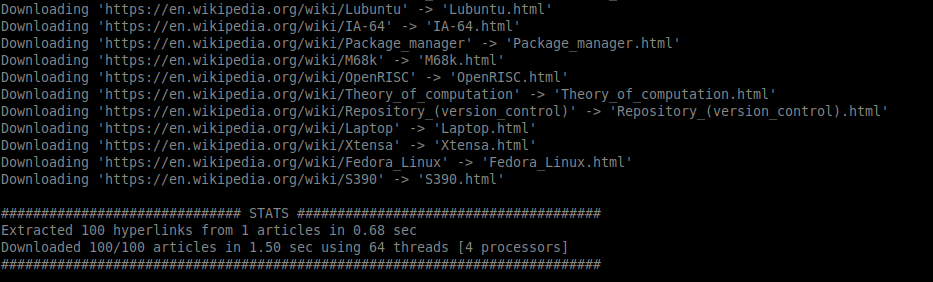 Downloading 'https://en.wikipedia.org/wiki/Lubuntu' -> 'Lubuntu.html'
Downloading 'https://en.wikipedia.org/wiki/IA-64' -> 'IA-64.html'
Downloading 'https://en.wikipedia.org/wiki/Package_manager' -> 'Package_manager.html'
Downloading 'https://en.wikipedia.org/wiki/M68k' -> 'M68k.html'
Downloading 'https://en.wikipedia.org/wiki/OpenRISC' -> 'OpenRISC.html'
Downloading 'https://en.wikipedia.org/wiki/Theory_of_computation' -> 'Theory_of_computation.html'
Downloading 'https://en.wikipedia.org/wiki/Repository_(version_control)' -> 'Repository_(version_control).html'
Downloading 'https://en.wikipedia.org/wiki/Laptop' -> 'Laptop.html'
Downloading 'https://en.wikipedia.org/wiki/Xtensa' -> 'Xtensa.html'
Downloading 'https://en.wikipedia.org/wiki/Fedora_Linux' -> 'Fedora_Linux.html'
Downloading 'https://en.wikipedia.org/wiki/S390' -> 'S390.html'
############################## STATS ######################################
Extracted 100 hyperlinks from 1 articles in 0.68 sec
Downloaded 100/100 articles in 1.50 sec using 64 threads [4 processors]
###########################################################################